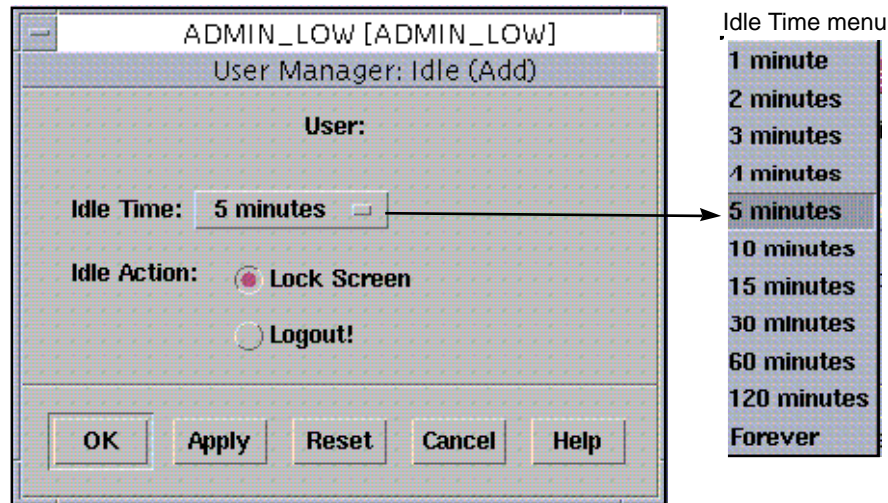 ADMIN_LOW [ADMIN_LOW]
User Manager: Idle (Add)
User:
Idle Time: 5 minutes
Idle Action: Lock Screen
Logout!
OK Apply Reset Cancel Help
Idle Time menu
1 minute
2 minutes
3 minutes
4 minutes
5 minutes
10 minutes
15 minutes
30 minutes
60 minutes
120 minutes
Forever